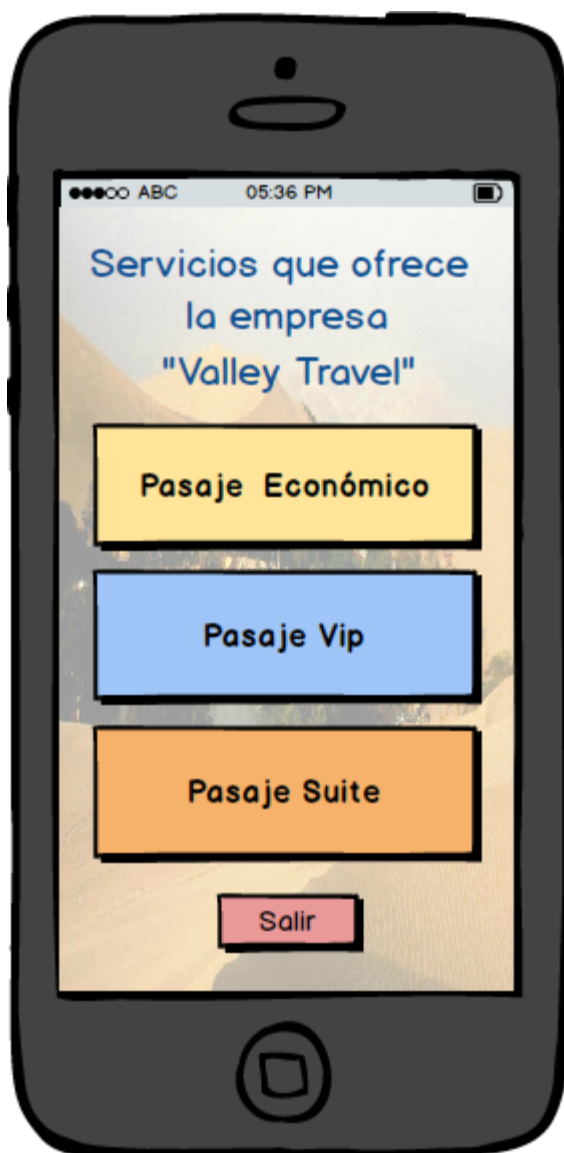 ABC 05:36 PM
Servicios que ofrece
la empresa
"Valley Travel"
Pasaje Económico
Pasaje Vip
Pasaje Suite
Salir